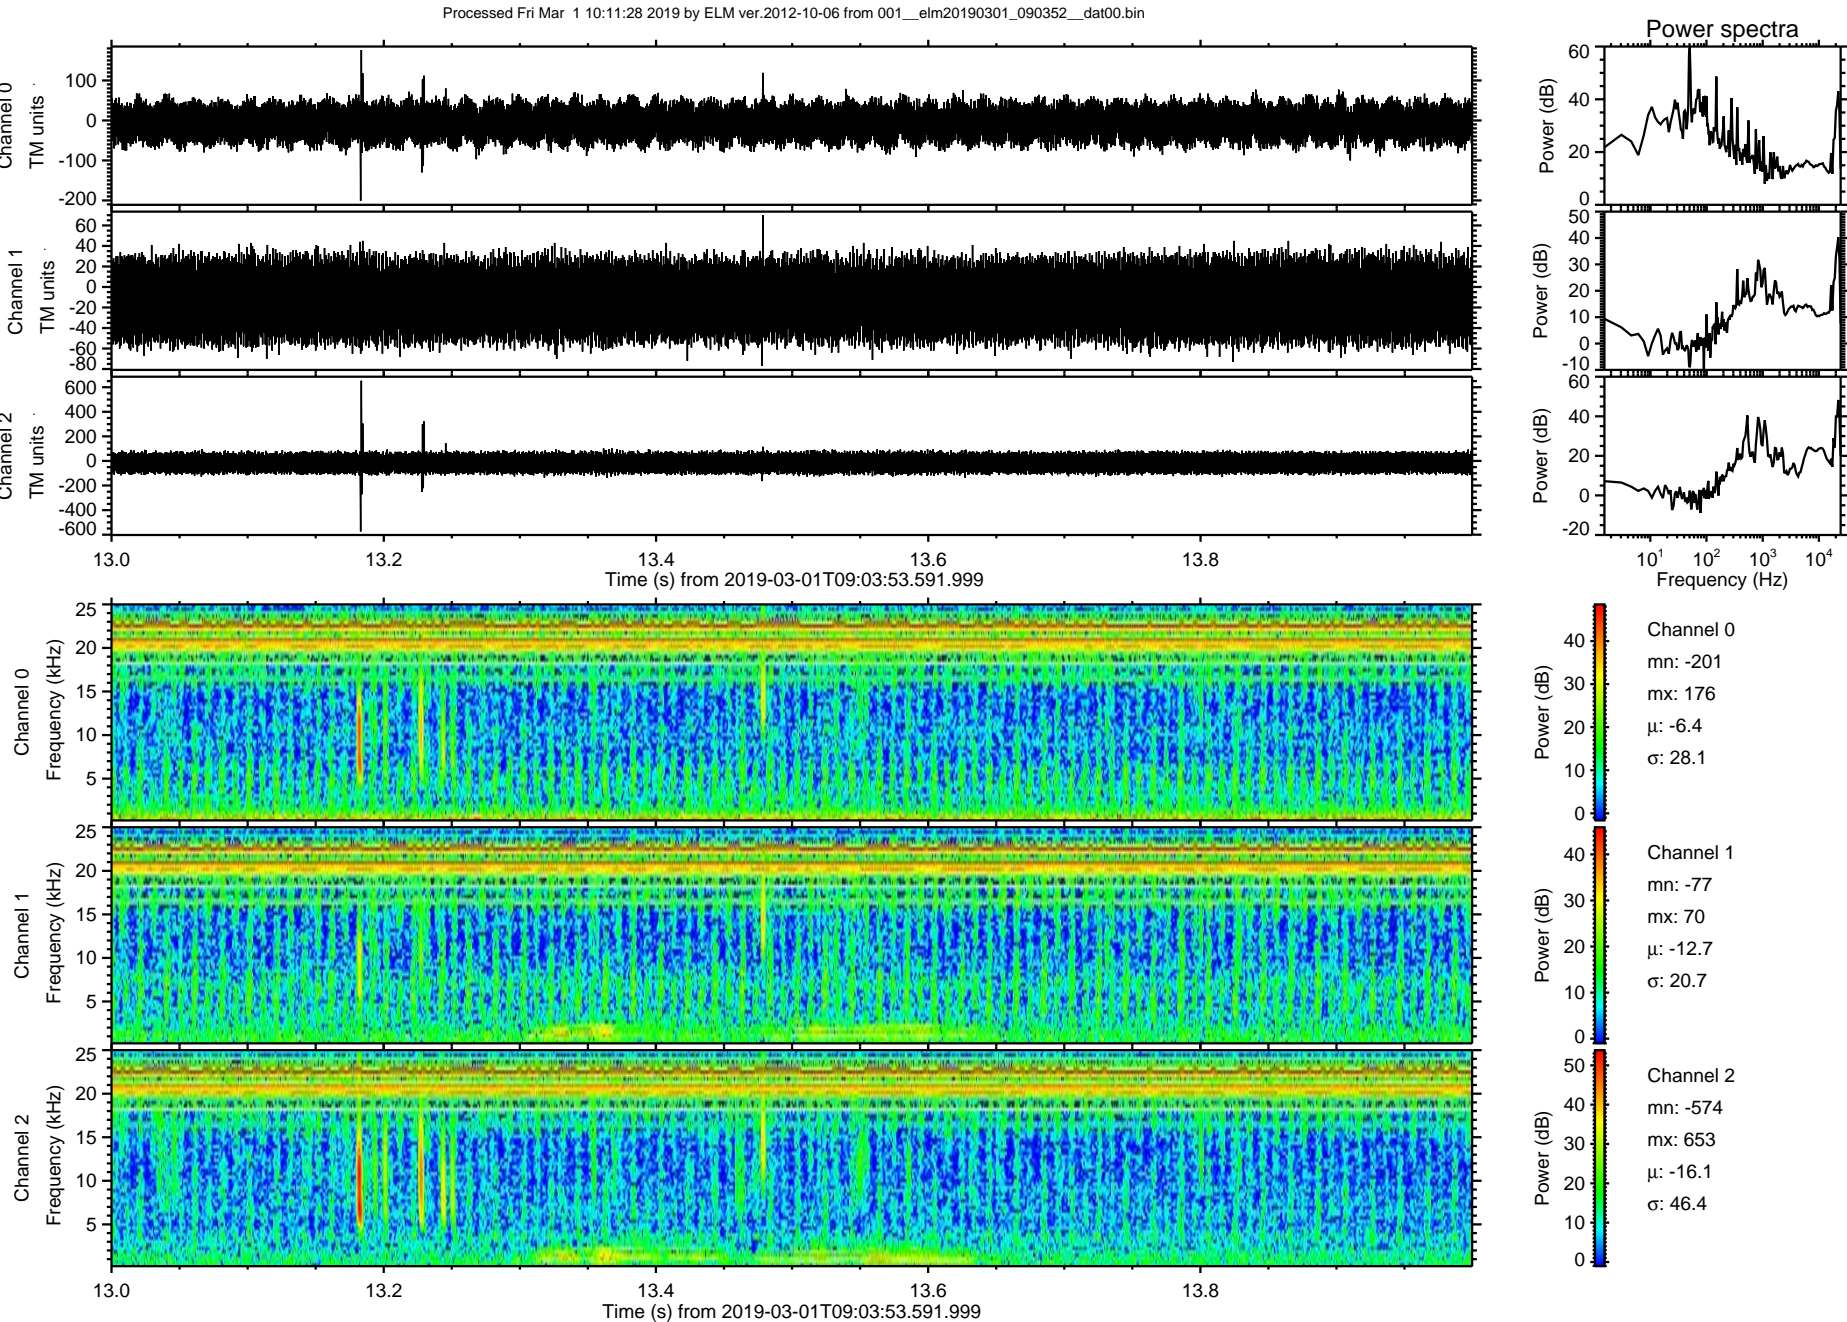 Processed Fri Mar  1 10:11:28 2019 by ELM ver.2012-10-06 from 001__elm20190301_090352__dat00.bin
Power spectra
Channel 0
TM units
100
0
-100
-200
Power (dB)
60
40
20
0
Channel 1
TM units
60
40
20
0
-20
-40
-60
-80
Power (dB)
50
40
30
20
10
0
-10
Channel 2
TM units
600
400
200
0
-200
-400
-600
Power (dB)
60
40
20
0
-20
13.0 13.2 13.4 13.6 13.8
Time (s) from 2019-03-01T09:03:53.591.999
10¹ 10² 10³ 10⁴
Frequency (Hz)
Channel 0
Frequency (kHz)
25
20
15
10
5
Power (dB)
40
30
20
10
0
Channel 0
mn: -201
mx: 176
μ: -6.4
σ: 28.1
Channel 1
Frequency (kHz)
25
20
15
10
5
Power (dB)
40
30
20
10
0
Channel 1
mn: -77
mx: 70
μ: -12.7
σ: 20.7
Channel 2
Frequency (kHz)
25
20
15
10
5
Power (dB)
50
40
30
20
10
0
Channel 2
mn: -574
mx: 653
μ: -16.1
σ: 46.4
13.0 13.2 13.4 13.6 13.8
Time (s) from 2019-03-01T09:03:53.591.999